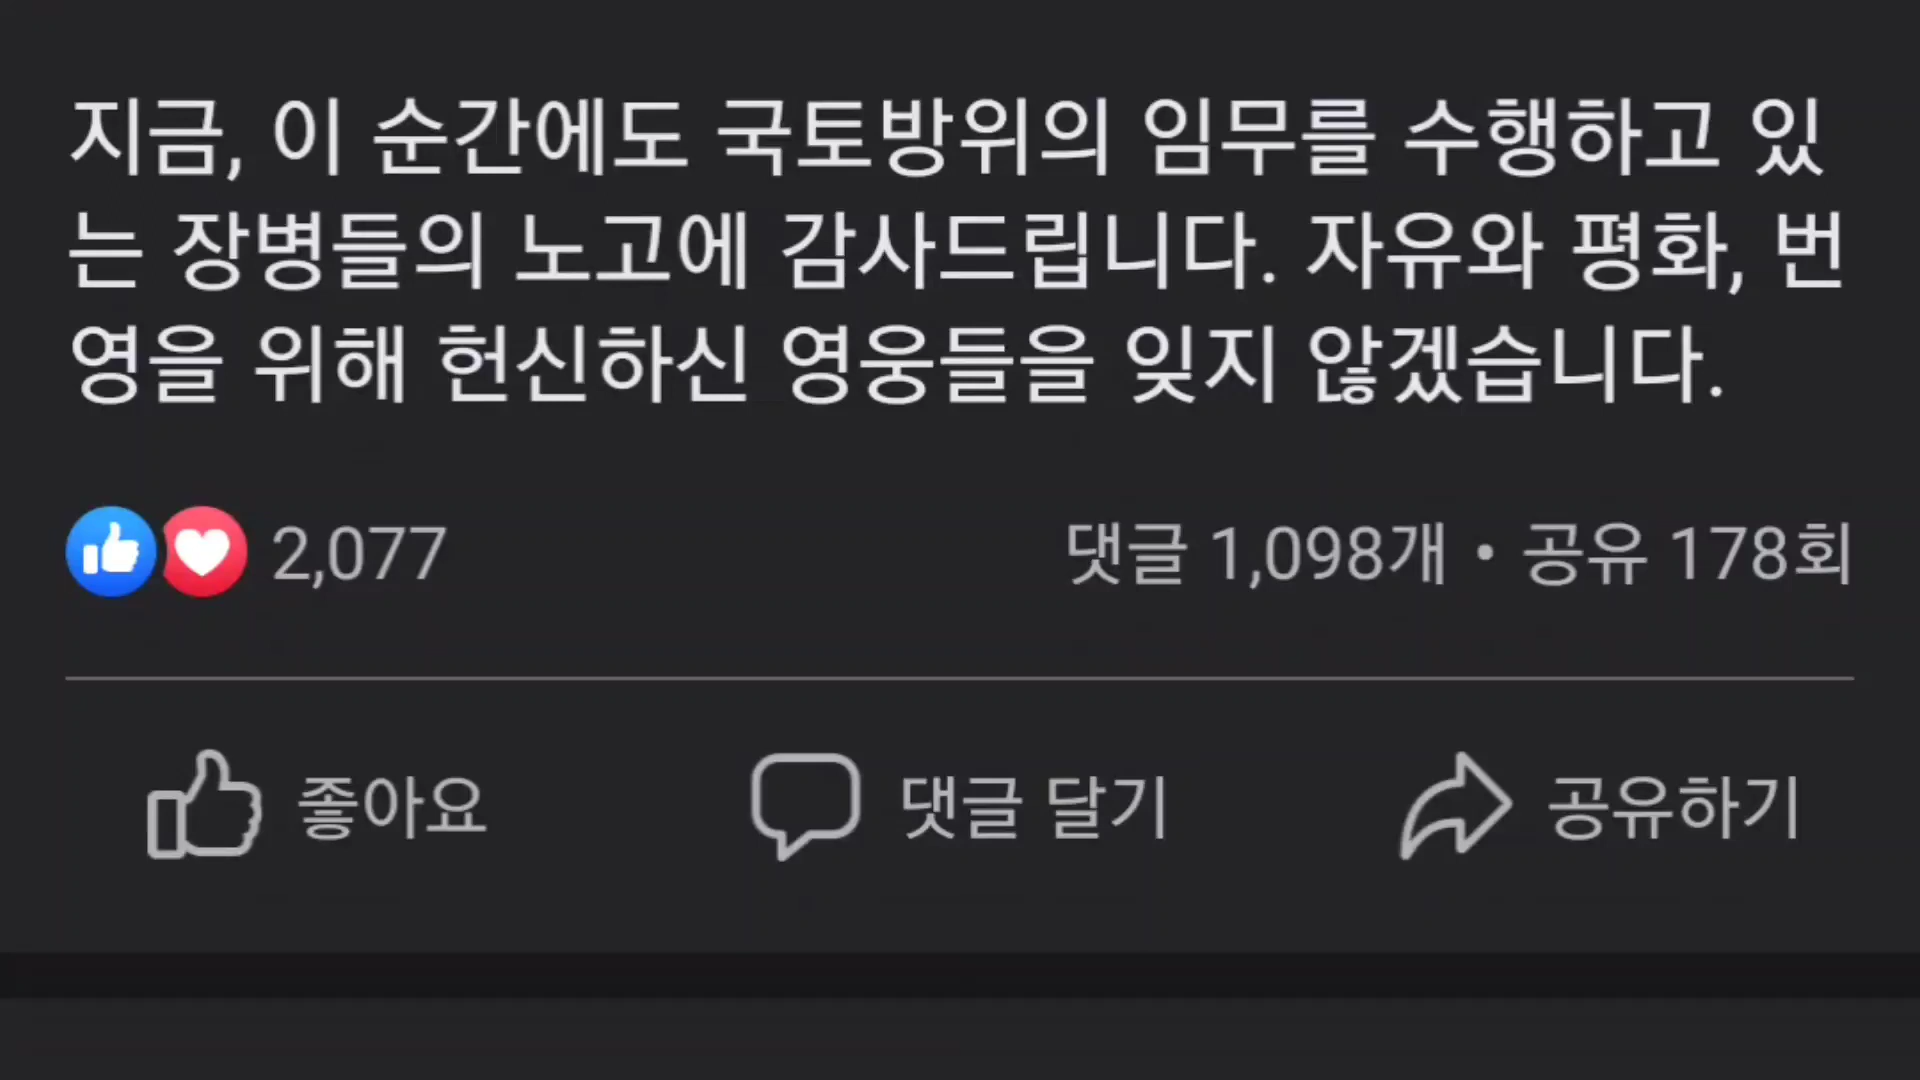 지금, 이 순간에도 국토방위의 임무를 수행하고 있
는 장병들의 노고에 감사드립니다. 자유와 평화, 번
영을 위해 헌신하신 영웅들을 잊지 않겠습니다.
2,077 댓글 1,098개 • 공유 178회
좋아요 댓글 달기 공유하기